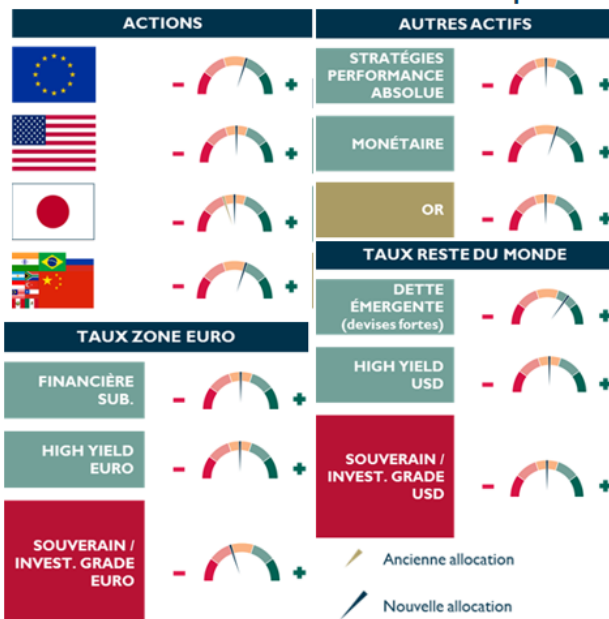 ACTIONS
AUTRES ACTIFS
STRATÉGIES
PERFORMANCE
ABSOLUE
MONÉTAIRE
OR
TAUX RESTE DU MONDE
DETTE
ÉMERGENTE
(devises fortes)
HIGH YIELD
USD
SOUVERAIN /
INVEST. GRADE
USD
TAUX ZONE EURO
FINANCIÈRE
SUB.
HIGH YIELD
EURO
SOUVERAIN /
INVEST. GRADE
EURO
Ancienne allocation
Nouvelle allocation